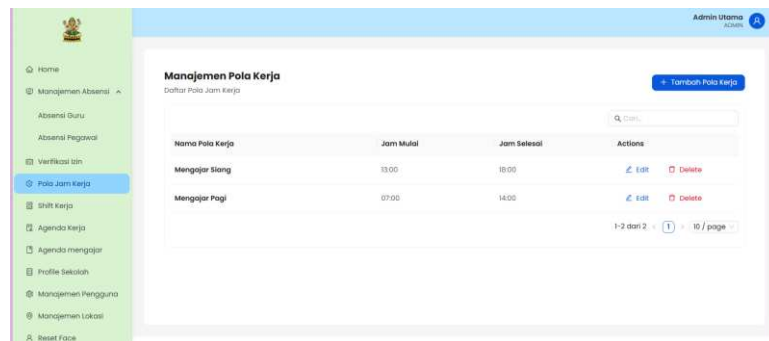 Admin Utama
ADMIN
Home
Manajemen Absensi
Absensi Guru
Absensi Pegawai
Verifikasi Izin
Pola Jam Kerja
Shift Kerja
Agenda Kerja
Agenda mengajar
Profile Sekolah
Manajemen Pengguna
Manajemen Lokasi
Reset Face
Manajemen Pola Kerja
Daftar Pola Jam Kerja
+ Tambah Pola Kerja
Cari...
Nama Pola Kerja Jam Mulai Jam Selesai Actions
Mengajar Siang 13:00 18:00 Edit Delete
Mengajar Pagi 07:00 14:00 Edit Delete
1-2 dari 2 < 1 > 10 / page